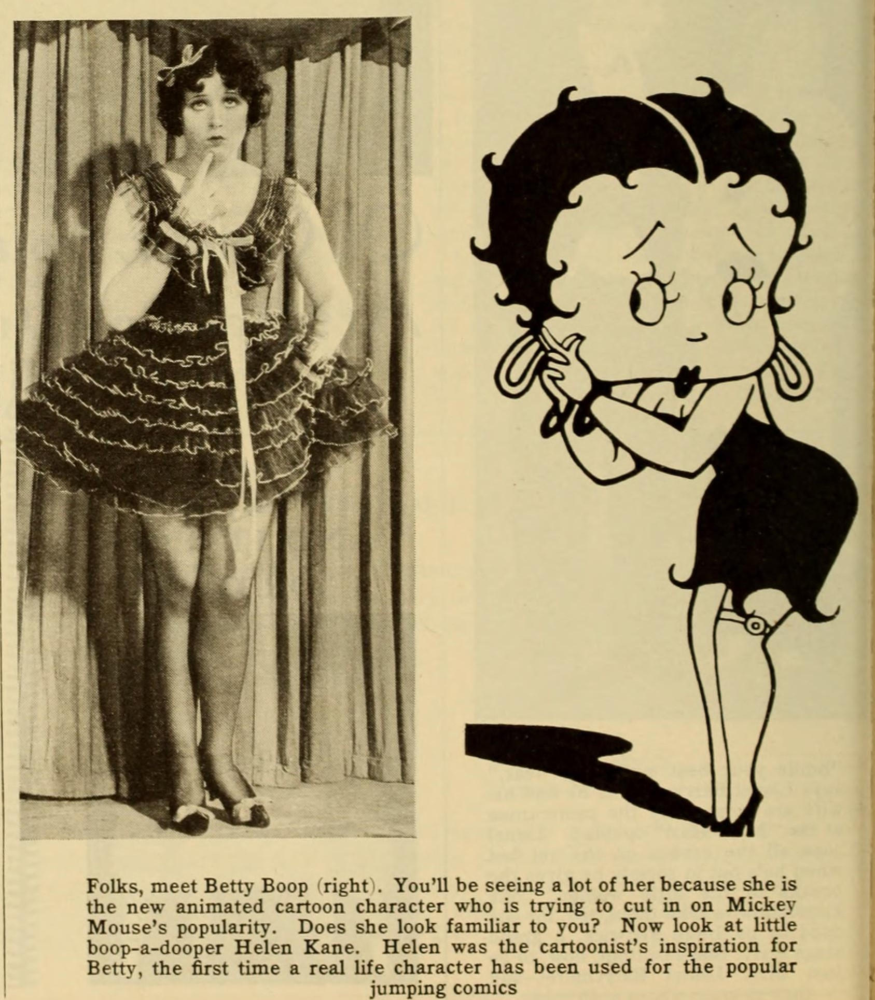 Folks, meet Betty Boop (right). You'll be seeing a lot of her because she is
the new animated cartoon character who is trying to cut in on Mickey
Mouse's popularity. Does she look familiar to you? Now look at little
boop-a-dooper Helen Kane. Helen was the cartoonist's inspiration for
Betty, the first time a real life character has been used for the popular
jumping comics